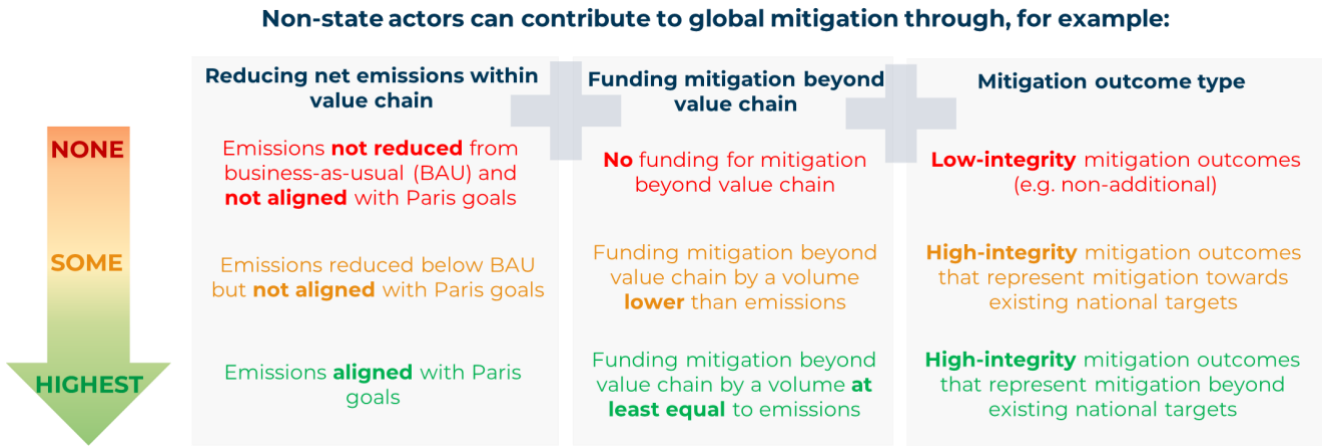 Non-state actors can contribute to global mitigation through, for example:
Reducing net emissions within
value chain
Funding mitigation beyond
value chain
Mitigation outcome type
NONE
Emissions not reduced from
business-as-usual (BAU) and
not aligned with Paris goals
No funding for mitigation
beyond value chain
Low-integrity mitigation outcomes
(e.g. non-additional)
SOME
Emissions reduced below BAU
but not aligned with Paris goals
Funding mitigation beyond
value chain by a volume
lower than emissions
High-integrity mitigation outcomes
that represent mitigation towards
existing national targets
HIGHEST
Emissions aligned with Paris
goals
Funding mitigation beyond
value chain by a volume at
least equal to emissions
High-integrity mitigation outcomes
that represent mitigation beyond
existing national targets